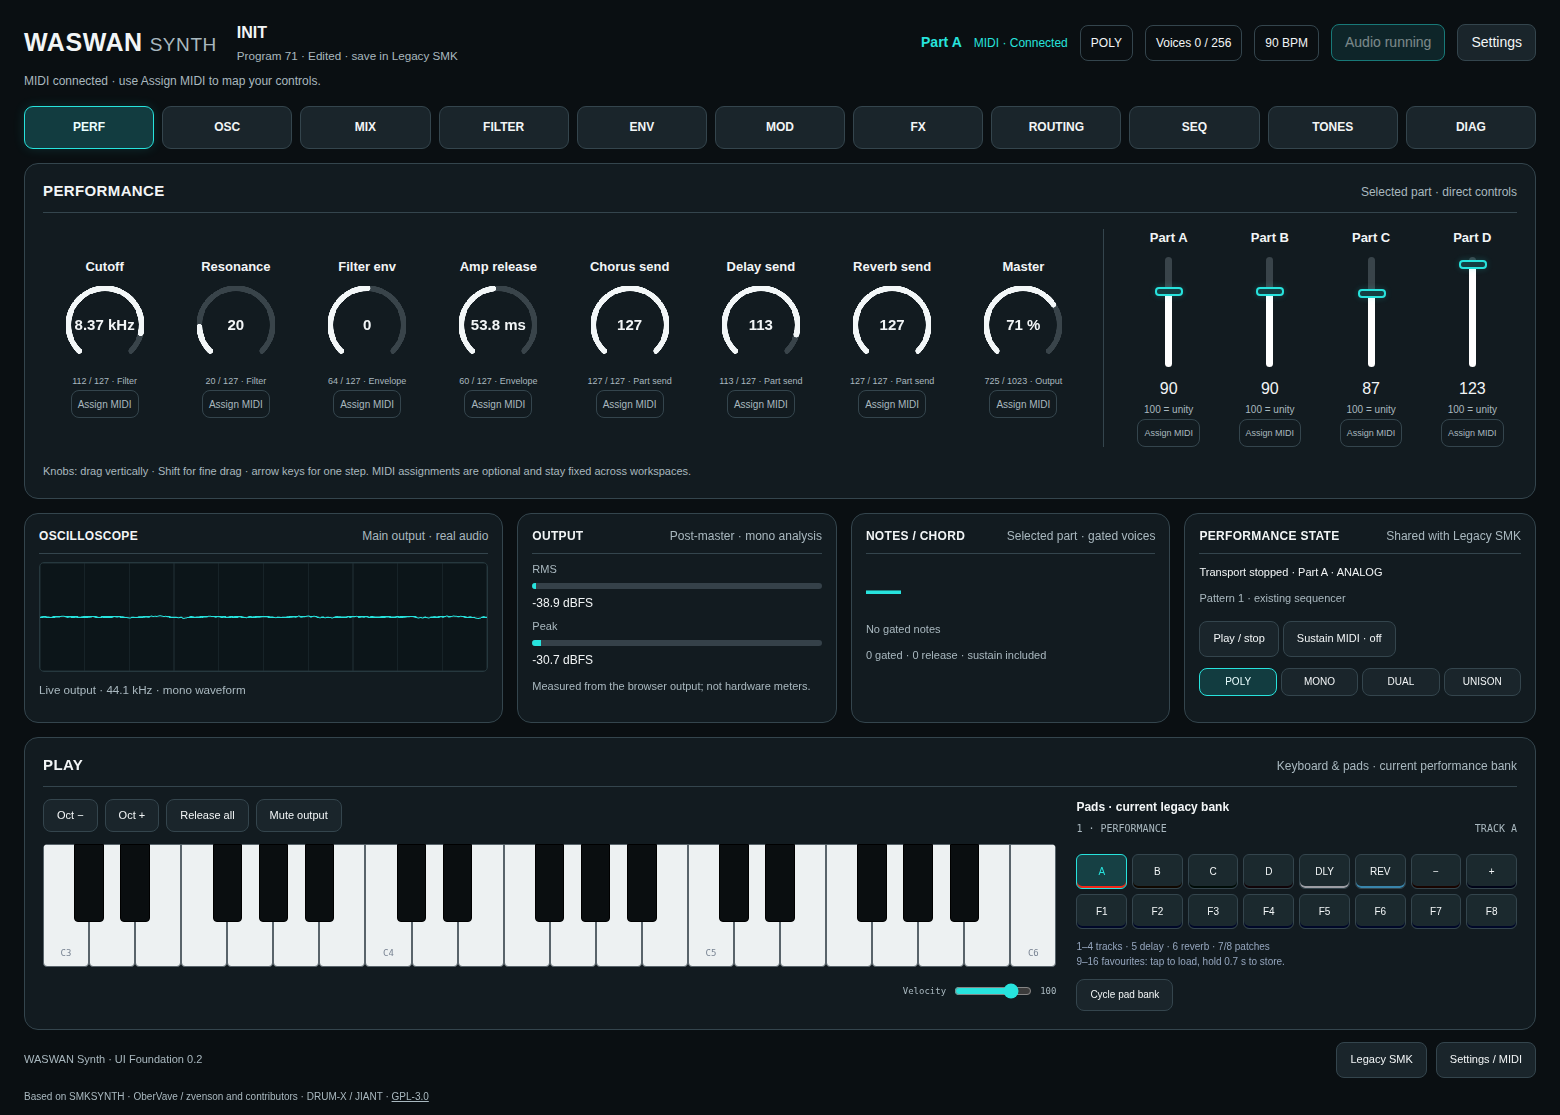 WASWAN SYNTH
INIT
Program 71 · Edited · save in Legacy SMK
Part A MIDI · Connected
POLY
Voices 0 / 256
90 BPM
Audio running
Settings
MIDI connected · use Assign MIDI to map your controls.
PERF OSC MIX FILTER ENV MOD FX ROUTING SEQ TONES DIAG
PERFORMANCE
Selected part · direct controls
Cutoff Resonance Filter env Amp release Chorus send Delay send Reverb send Master
8.37 kHz 20 0 53.8 ms 127 113 127 71 %
112 / 127 · Filter 20 / 127 · Filter 64 / 127 · Envelope 60 / 127 · Envelope 127 / 127 · Part send 113 / 127 · Part send 127 / 127 · Part send 725 / 1023 · Output
Assign MIDI Assign MIDI Assign MIDI Assign MIDI Assign MIDI Assign MIDI Assign MIDI Assign MIDI
Part A Part B Part C Part D
90 90 87 123
100 = unity 100 = unity 100 = unity 100 = unity
Assign MIDI Assign MIDI Assign MIDI Assign MIDI
Knobs: drag vertically · Shift for fine drag · arrow keys for one step. MIDI assignments are optional and stay fixed across workspaces.
OSCILLOSCOPE
Main output · real audio
Live output · 44.1 kHz · mono waveform
OUTPUT
Post-master · mono analysis
RMS
-38.9 dBFS
Peak
-30.7 dBFS
Measured from the browser output; not hardware meters.
NOTES / CHORD
Selected part · gated voices
—
No gated notes
0 gated · 0 release · sustain included
PERFORMANCE STATE
Shared with Legacy SMK
Transport stopped · Part A · ANALOG
Pattern 1 · existing sequencer
Play / stop
Sustain MIDI · off
POLY MONO DUAL UNISON
PLAY
Keyboard & pads · current performance bank
Oct − Oct + Release all Mute output
C3 C4 C5 C6
Velocity 100
Pads · current legacy bank
1 · PERFORMANCE
TRACK A
A B C D DLY REV − +
F1 F2 F3 F4 F5 F6 F7 F8
1–4 tracks · 5 delay · 6 reverb · 7/8 patches
9–16 favourites: tap to load, hold 0.7 s to store.
Cycle pad bank
WASWAN Synth · UI Foundation 0.2
Legacy SMK
Settings / MIDI
Based on SMKSYNTH · OberVave / zvenson and contributors · DRUM-X / JIANT · GPL-3.0